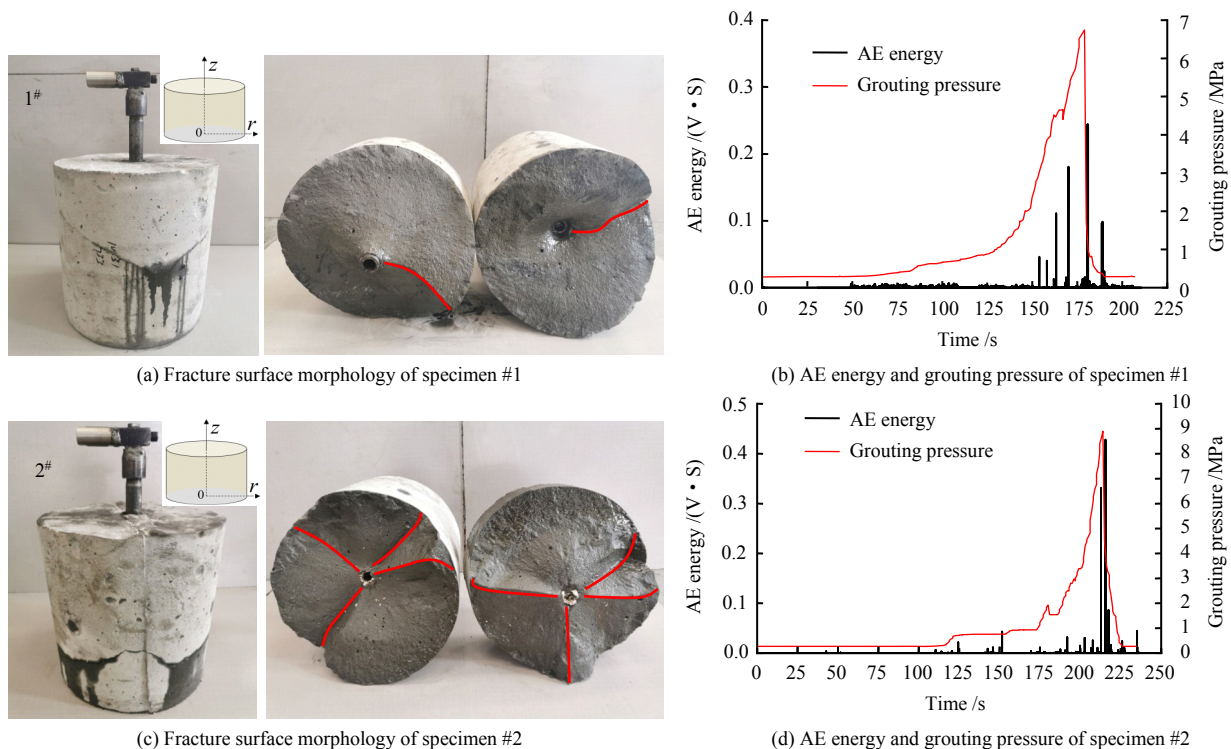 1#
z
0
r
(a) Fracture surface morphology of specimen #1
0.4
0.3
0.2
0.1
0.0
AE energy /(V • S)
AE energy
Grouting pressure
7
6
5
4
3
2
1
0
Grouting pressure /MPa
0 25 50 75 100 125 150 175 200 225
Time /s
(b) AE energy and grouting pressure of specimen #1
2#
z
0
r
(c) Fracture surface morphology of specimen #2
0.5
0.4
0.3
0.2
0.1
0.0
AE energy /(V • S)
AE energy
Grouting pressure
10
9
8
7
6
5
4
3
2
1
0
Grouting pressure /MPa
0 25 50 75 100 125 150 175 200 225 250
Time /s
(d) AE energy and grouting pressure of specimen #2